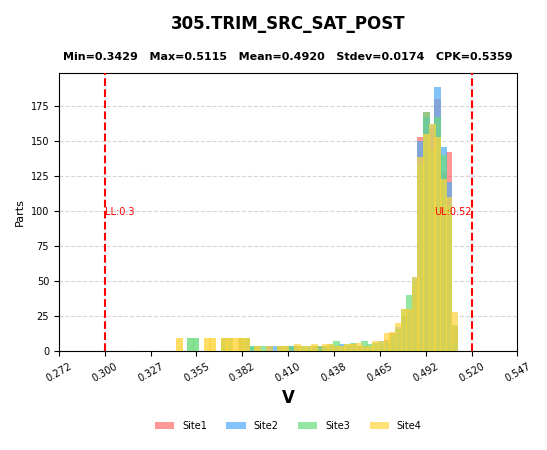 305.TRIM_SRC_SAT_POST
Min=0.3429 Max=0.5115 Mean=0.4920 Stdev=0.0174 CPK=0.5359
175
150
125
100
75
50
25
0
Parts
LL:0.3
UL:0.52
0.272 0.300 0.327 0.355 0.382 0.410 0.438 0.465 0.492 0.520 0.547
V
Site1 Site2 Site3 Site4